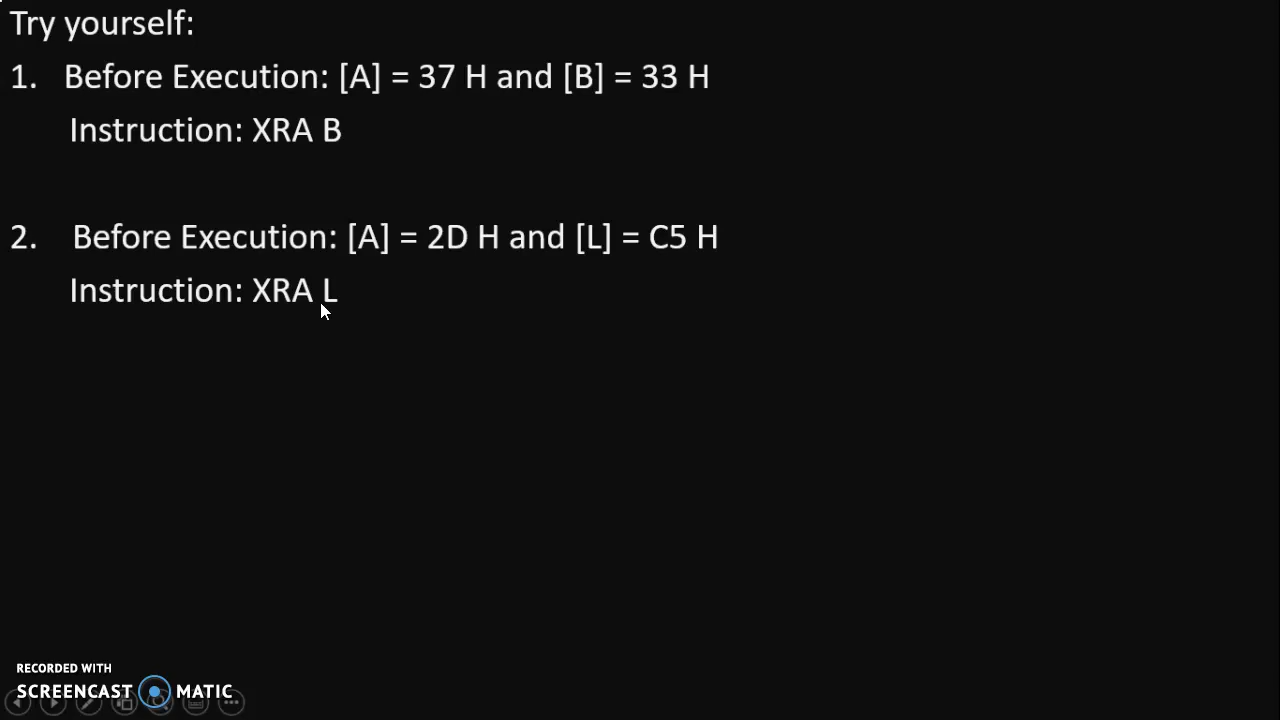 Try yourself:
1. Before Execution: [A] = 37 H and [B] = 33 H
Instruction: XRA B
2. Before Execution: [A] = 2D H and [L] = C5 H
Instruction: XRA L
RECORDED WITH
SCREENCAST MATIC